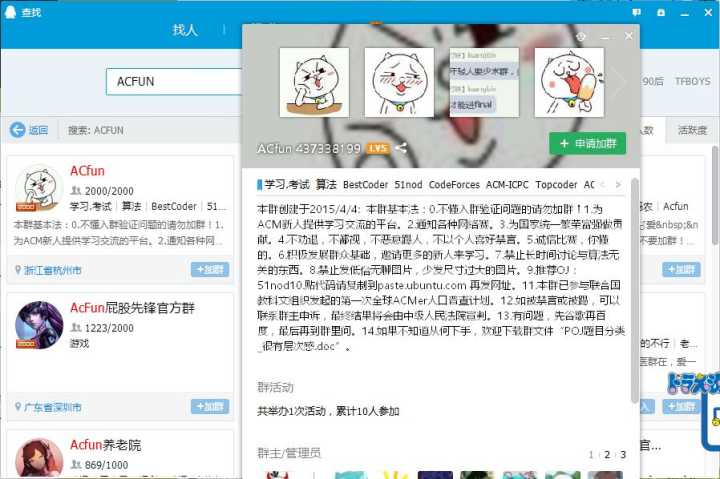 查找
找人
ACFUN
90后
TFBOYS
返回
搜索: ACFUN
人数
活跃度
ACfun
2000/2000
学习,考试 | 算法 | BestCoder | 51...
本群基本法：0.不懂入群验证问题的请勿加群！1.
为ACM新人提供学习交流的平台。2.通知各种网...
浙江省杭州市
+加群
AcFun屁股先锋官方群
1223/2000
游戏
广东省深圳市
+加群
AcFun养老院
869/1000
才能进final
ACfun 437338199
LV5
+ 申请加群
学习,考试 算法 BestCoder 51nod CodeForces ACM-ICPC Topcoder AC < >
本群创建于2015/4/4: 本群基本法：0.不懂入群验证问题的请勿加群！1.为
ACM新人提供学习交流的平台。2.通知各种网络赛。3.为国家统一繁荣富强做贡
献。4.不劝退，不鄙视，不恶意踢人，不以个人喜好禁言。5.诚信比赛，你懂
的。6.积极发展群众基础，邀请更多的新人来学习。7.禁止长时间讨论与算法无
关的东西。8.禁止发低俗无聊图片，少发尺寸过大的图片。9.推荐OJ：
51nod10.贴代码请复制到paste.ubuntu.com 再发网址。11.本群已参与联合国
教科文组织发起的第一次全球ACMer人口普查计划。12.如被禁言或被踢，可以
联系群主申诉，最终结果将会由中级人民法院宣判。13.有问题，先谷歌再百
度，最后再到群里问。14.如果不知道从何下手，欢迎下载群文件“POJ题目分类
_很有层次感.doc”。
群活动
共举办1次活动，累计10人参加
群主/管理员
1 2 3
Acfun
不要加群！...
+加群
的不行 | 老...
医群在，爱一
+加群
官...